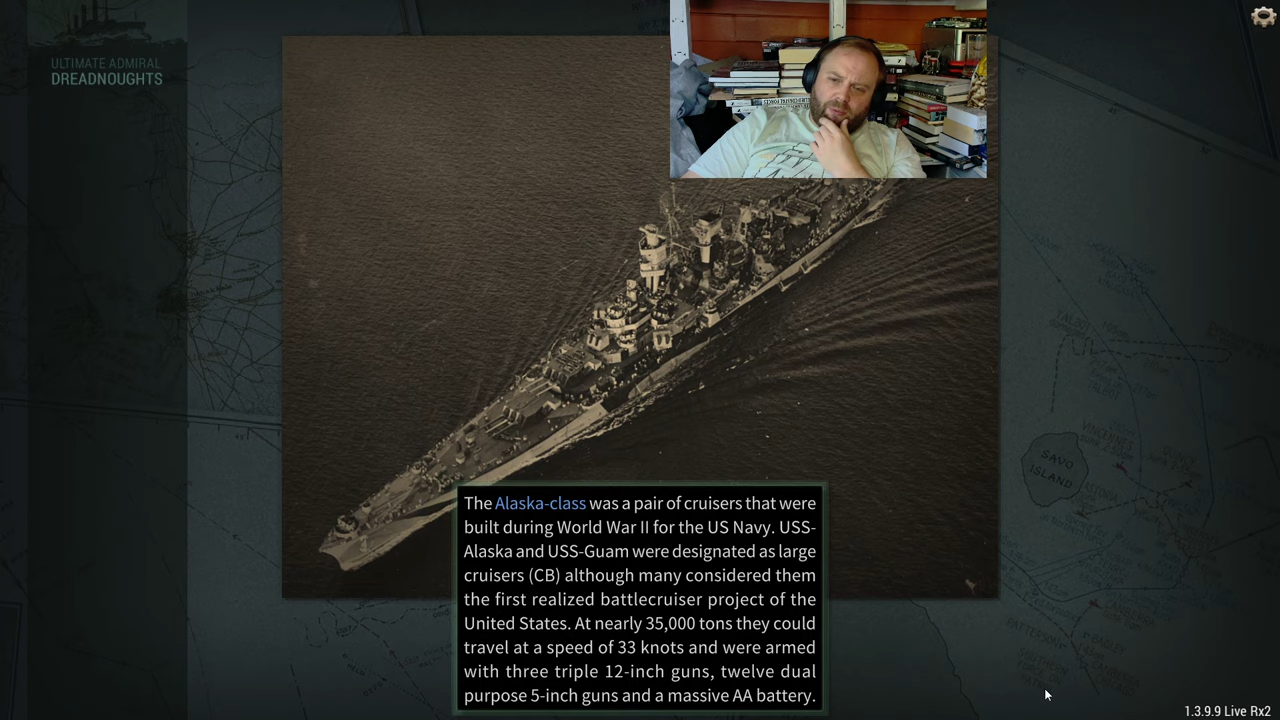 ULTIMATE ADMIRAL
DREADNOUGHTS
The Alaska-class was a pair of cruisers that were
built during World War II for the US Navy. USS-
Alaska and USS-Guam were designated as large
cruisers (CB) although many considered them
the first realized battlecruiser project of the
United States. At nearly 35,000 tons they could
travel at a speed of 33 knots and were armed
with three triple 12-inch guns, twelve dual
purpose 5-inch guns and a massive AA battery.
SAVO
ISLAND
1.3.9.9 Live Rx2